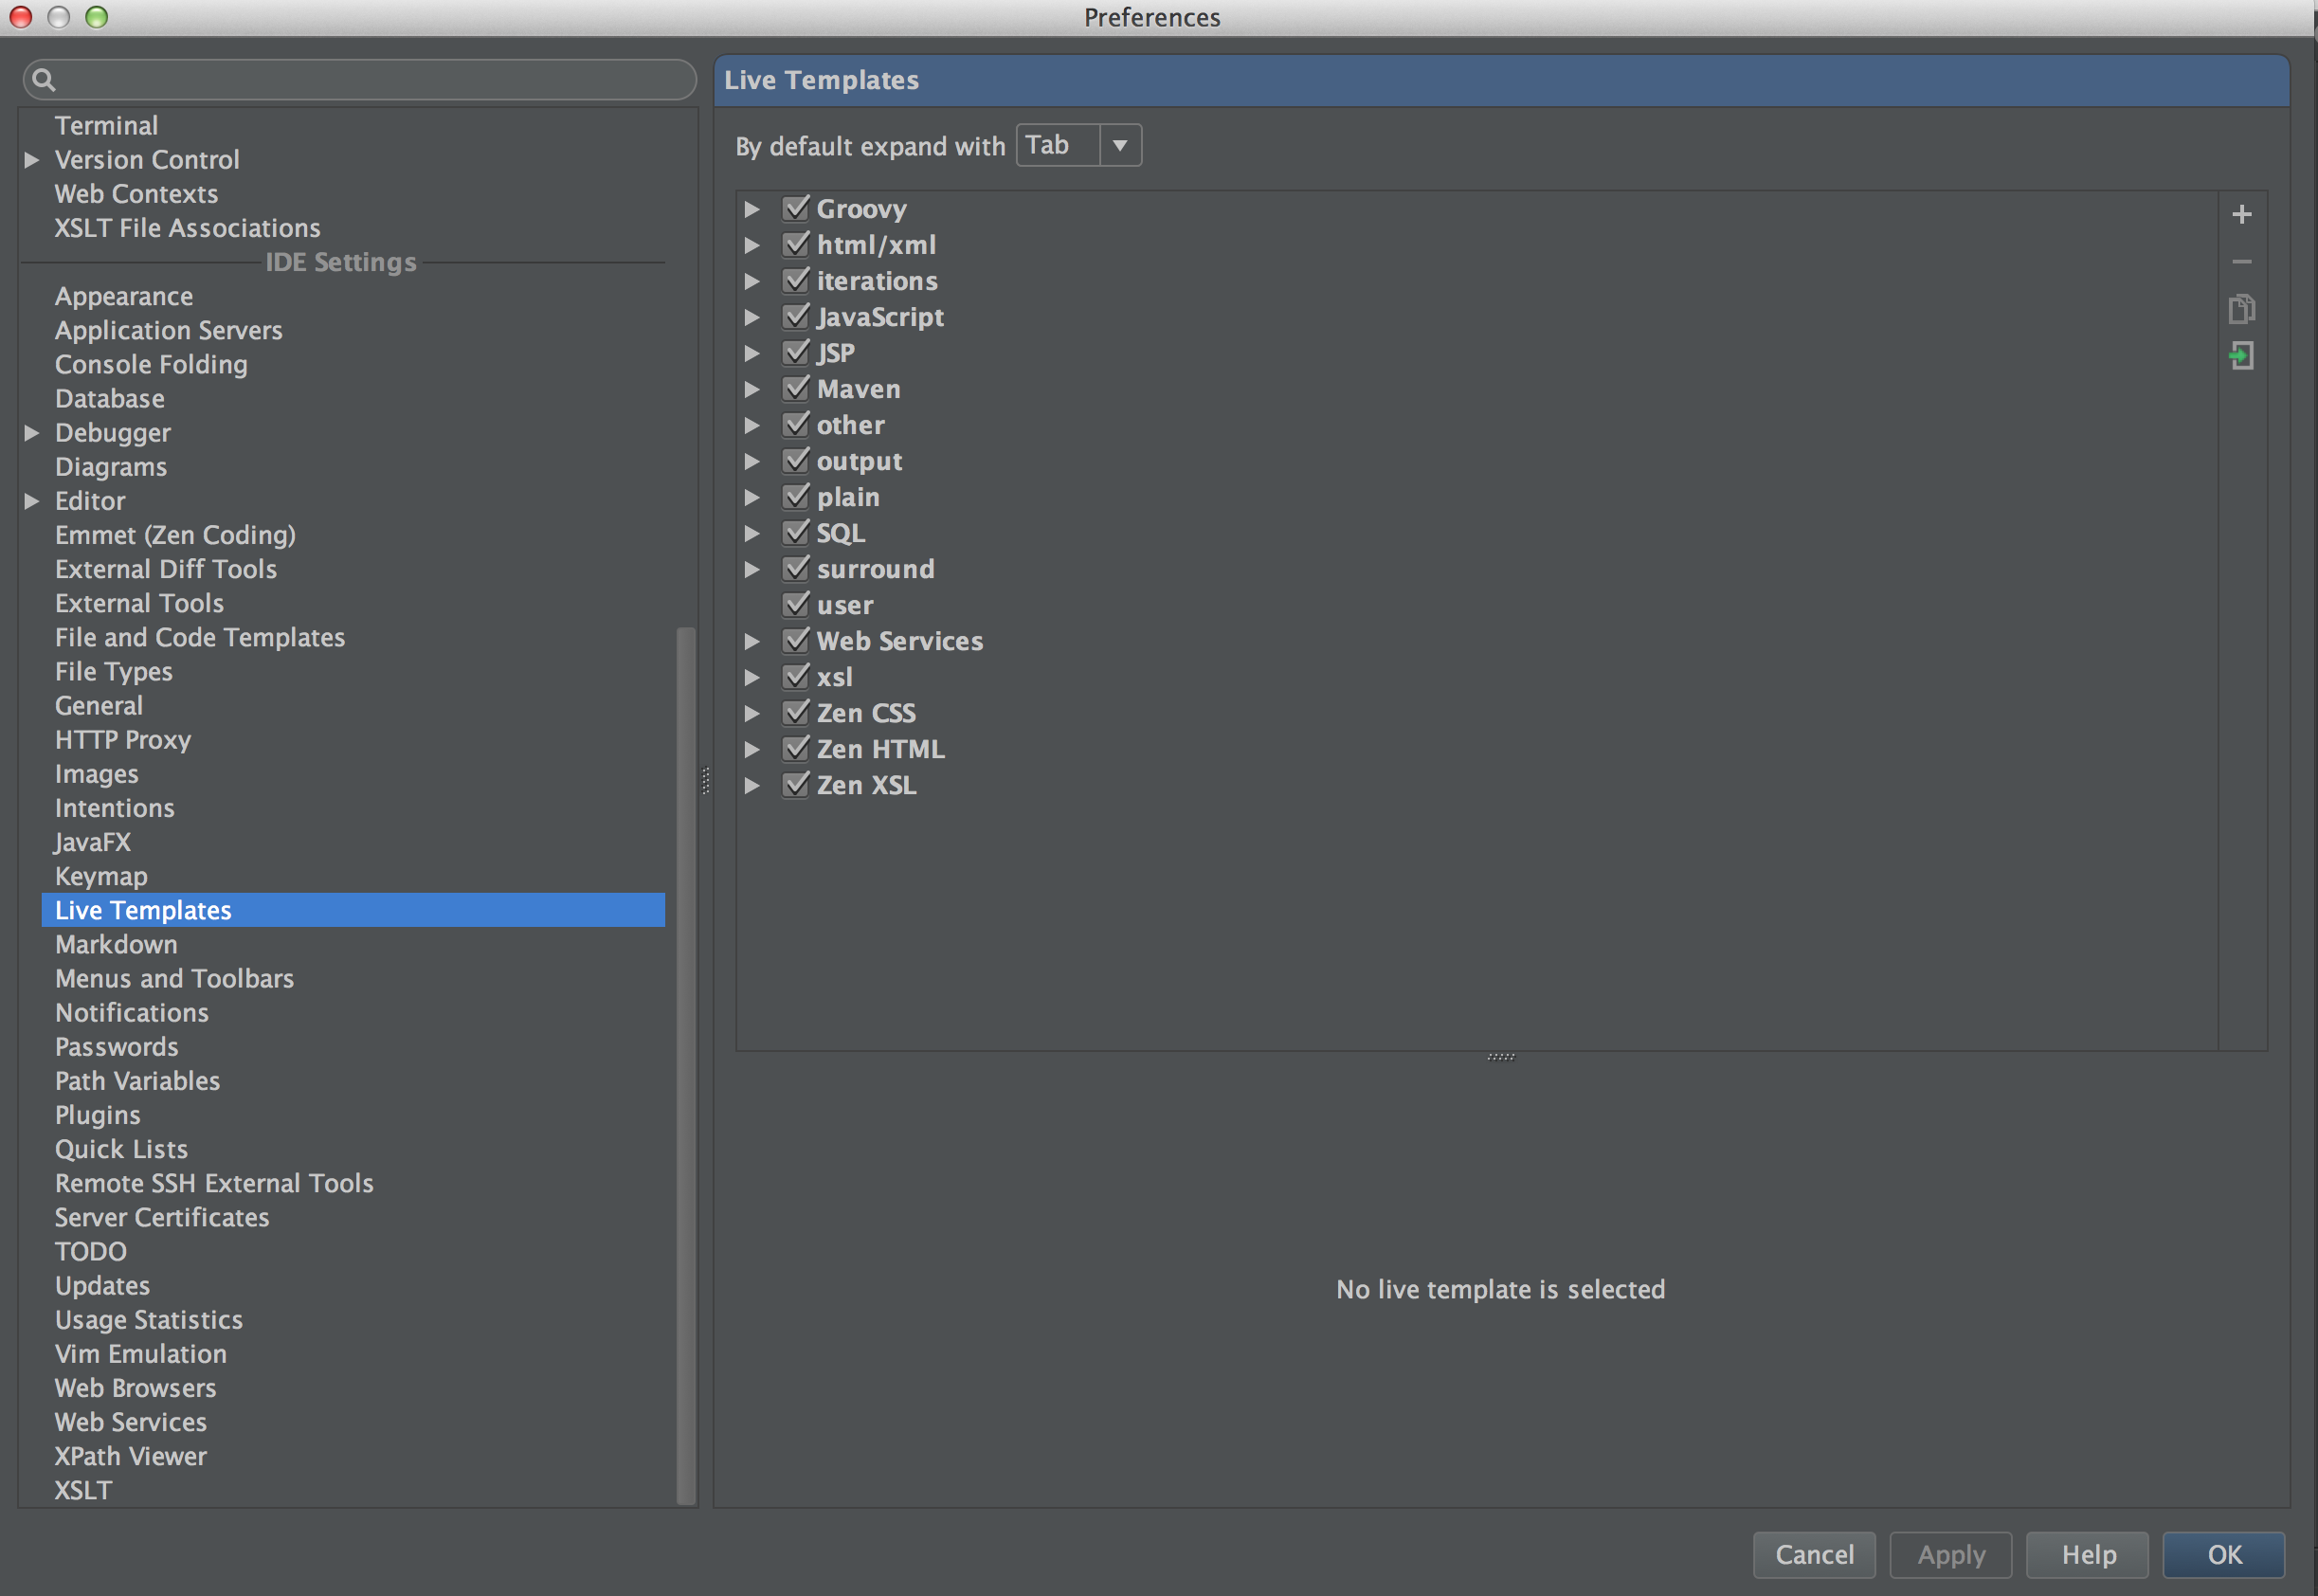 Preferences
Terminal
Version Control
Web Contexts
XSLT File Associations
IDE Settings
Appearance
Application Servers
Console Folding
Database
Debugger
Diagrams
Editor
Emmet (Zen Coding)
External Diff Tools
External Tools
File and Code Templates
File Types
General
HTTP Proxy
Images
Intentions
JavaFX
Keymap
Live Templates
Markdown
Menus and Toolbars
Notifications
Passwords
Path Variables
Plugins
Quick Lists
Remote SSH External Tools
Server Certificates
TODO
Updates
Usage Statistics
Vim Emulation
Web Browsers
Web Services
XPath Viewer
XSLT
Live Templates
By default expand with Tab
Groovy
html/xml
iterations
JavaScript
JSP
Maven
other
output
plain
SQL
surround
user
Web Services
xsl
Zen CSS
Zen HTML
Zen XSL
No live template is selected
Cancel Apply Help OK